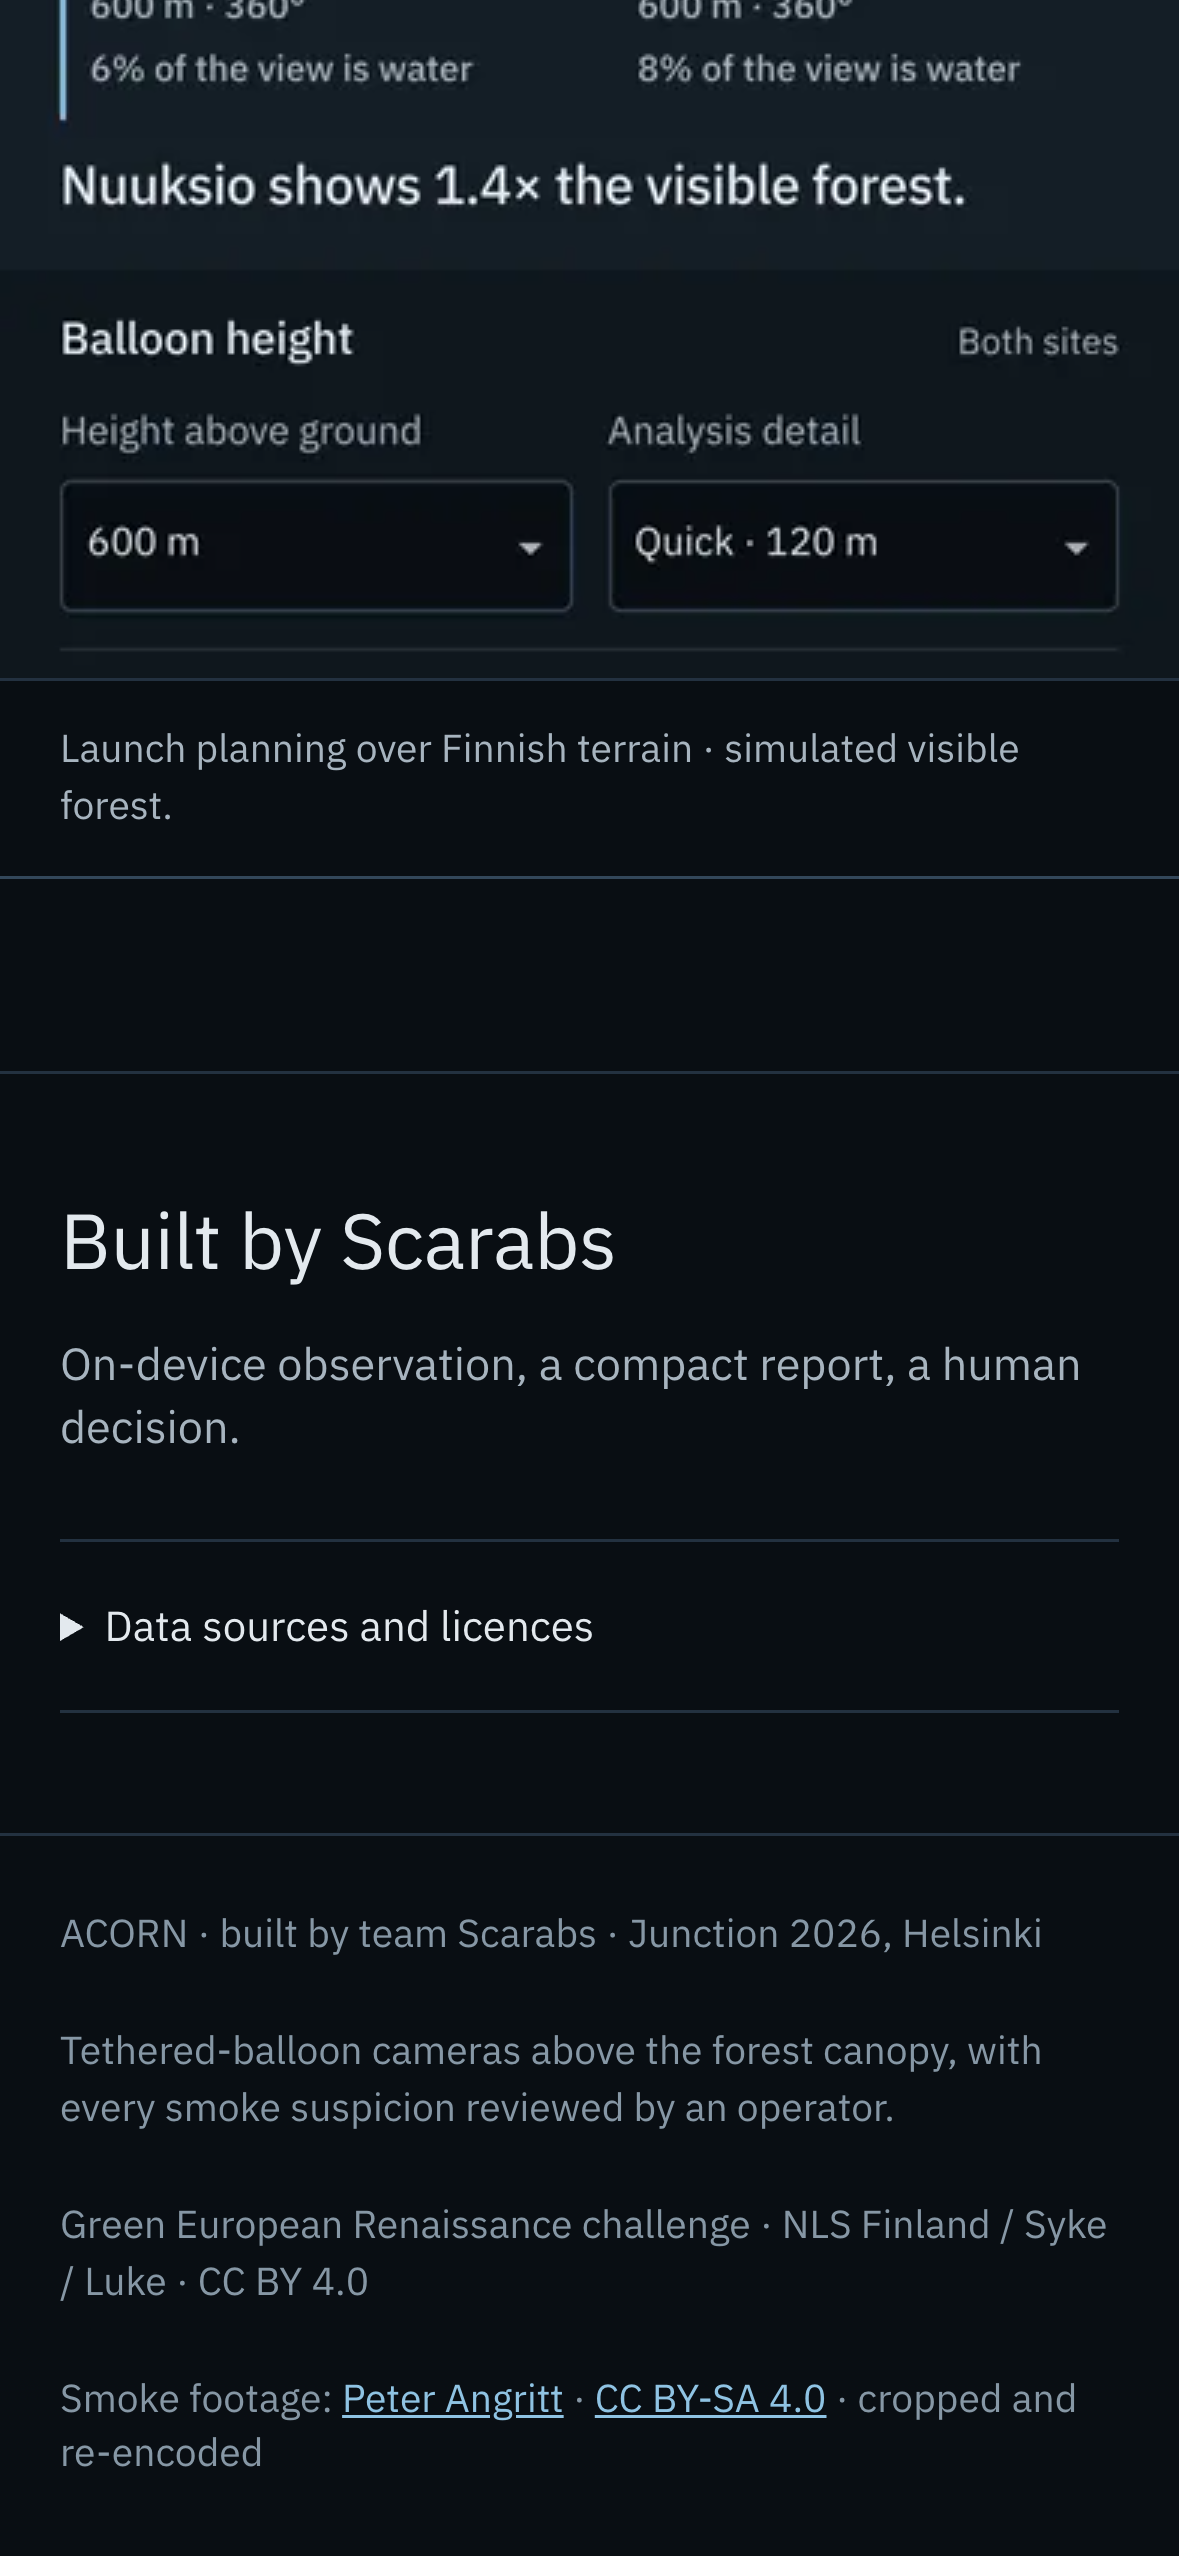 600 m · 360°
600 m · 360°
6% of the view is water
8% of the view is water
Nuuksio shows 1.4× the visible forest.
Balloon height
Both sites
Height above ground
Analysis detail
600 m
Quick · 120 m
Launch planning over Finnish terrain · simulated visible
forest.
Built by Scarabs
On-device observation, a compact report, a human
decision.
Data sources and licences
ACORN · built by team Scarabs · Junction 2026, Helsinki
Tethered-balloon cameras above the forest canopy, with
every smoke suspicion reviewed by an operator.
Green European Renaissance challenge · NLS Finland / Syke
/ Luke · CC BY 4.0
Smoke footage: Peter Angritt · CC BY-SA 4.0 · cropped and
re-encoded